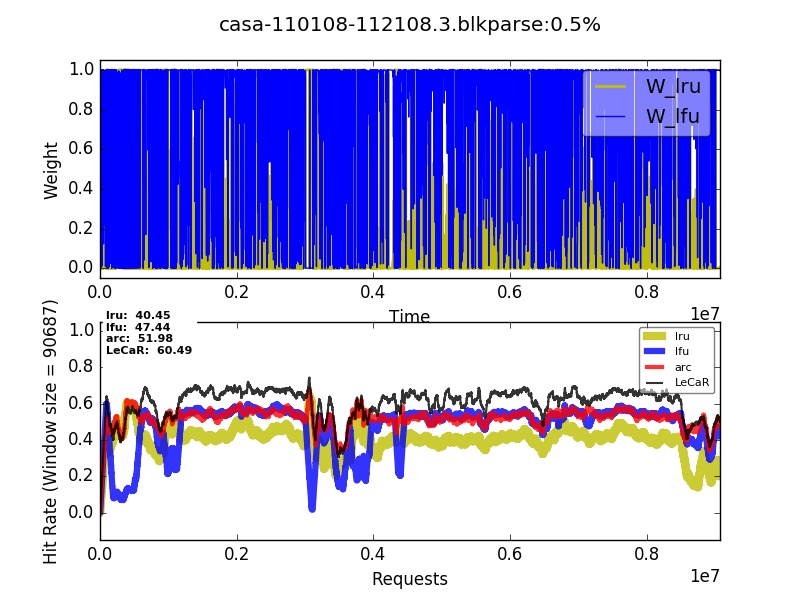 casa-110108-112108.3.blkparse:0.5%
1.0
0.8
0.6
0.4
0.2
0.0
Weight
W_lru
W_lfu
0.0 0.2 0.4 0.6 0.8
1e7
Time
lru: 40.45
lfu: 47.44
arc: 51.98
LeCaR: 60.49
1.0
0.8
0.6
0.4
0.2
0.0
Hit Rate (Window size = 90687)
lru
lfu
arc
LeCaR
0.0 0.2 0.4 0.6 0.8
1e7
Requests